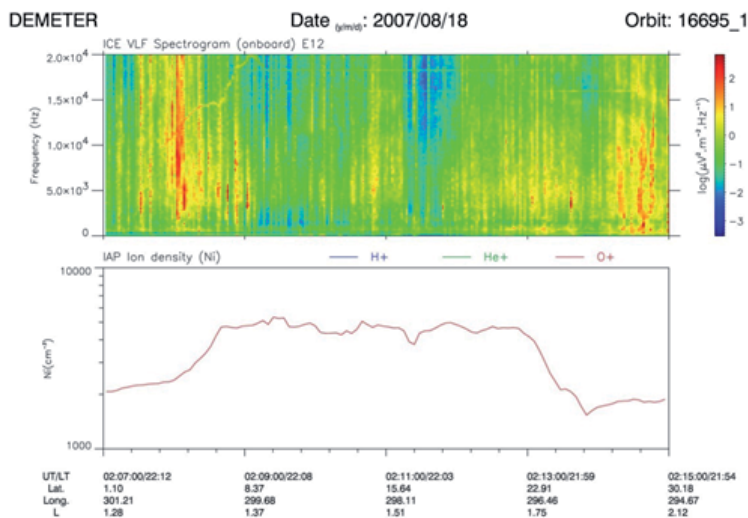 DEMETER Date (y/m/d): 2007/08/18 Orbit: 16695_1
ICE VLF Spectrogram (onboard) E12
Frequency (Hz)
2.0×10⁴
1.5×10⁴
1.0×10⁴
5.0×10³
0
2
1
0
-1
-2
-3
log(μV².m⁻².Hz⁻¹)
IAP Ion density (Ni) H+ He+ O+
10000
Ni(cm⁻³)
1000
UT/LT 02:07:00/22:12 02:09:00/22:08 02:11:00/22:03 02:13:00/21:59 02:15:00/21:54
Lat. 1.10 8.37 15.64 22.91 30.18
Long. 301.21 299.68 298.11 296.46 294.67
L 1.28 1.37 1.51 1.75 2.12